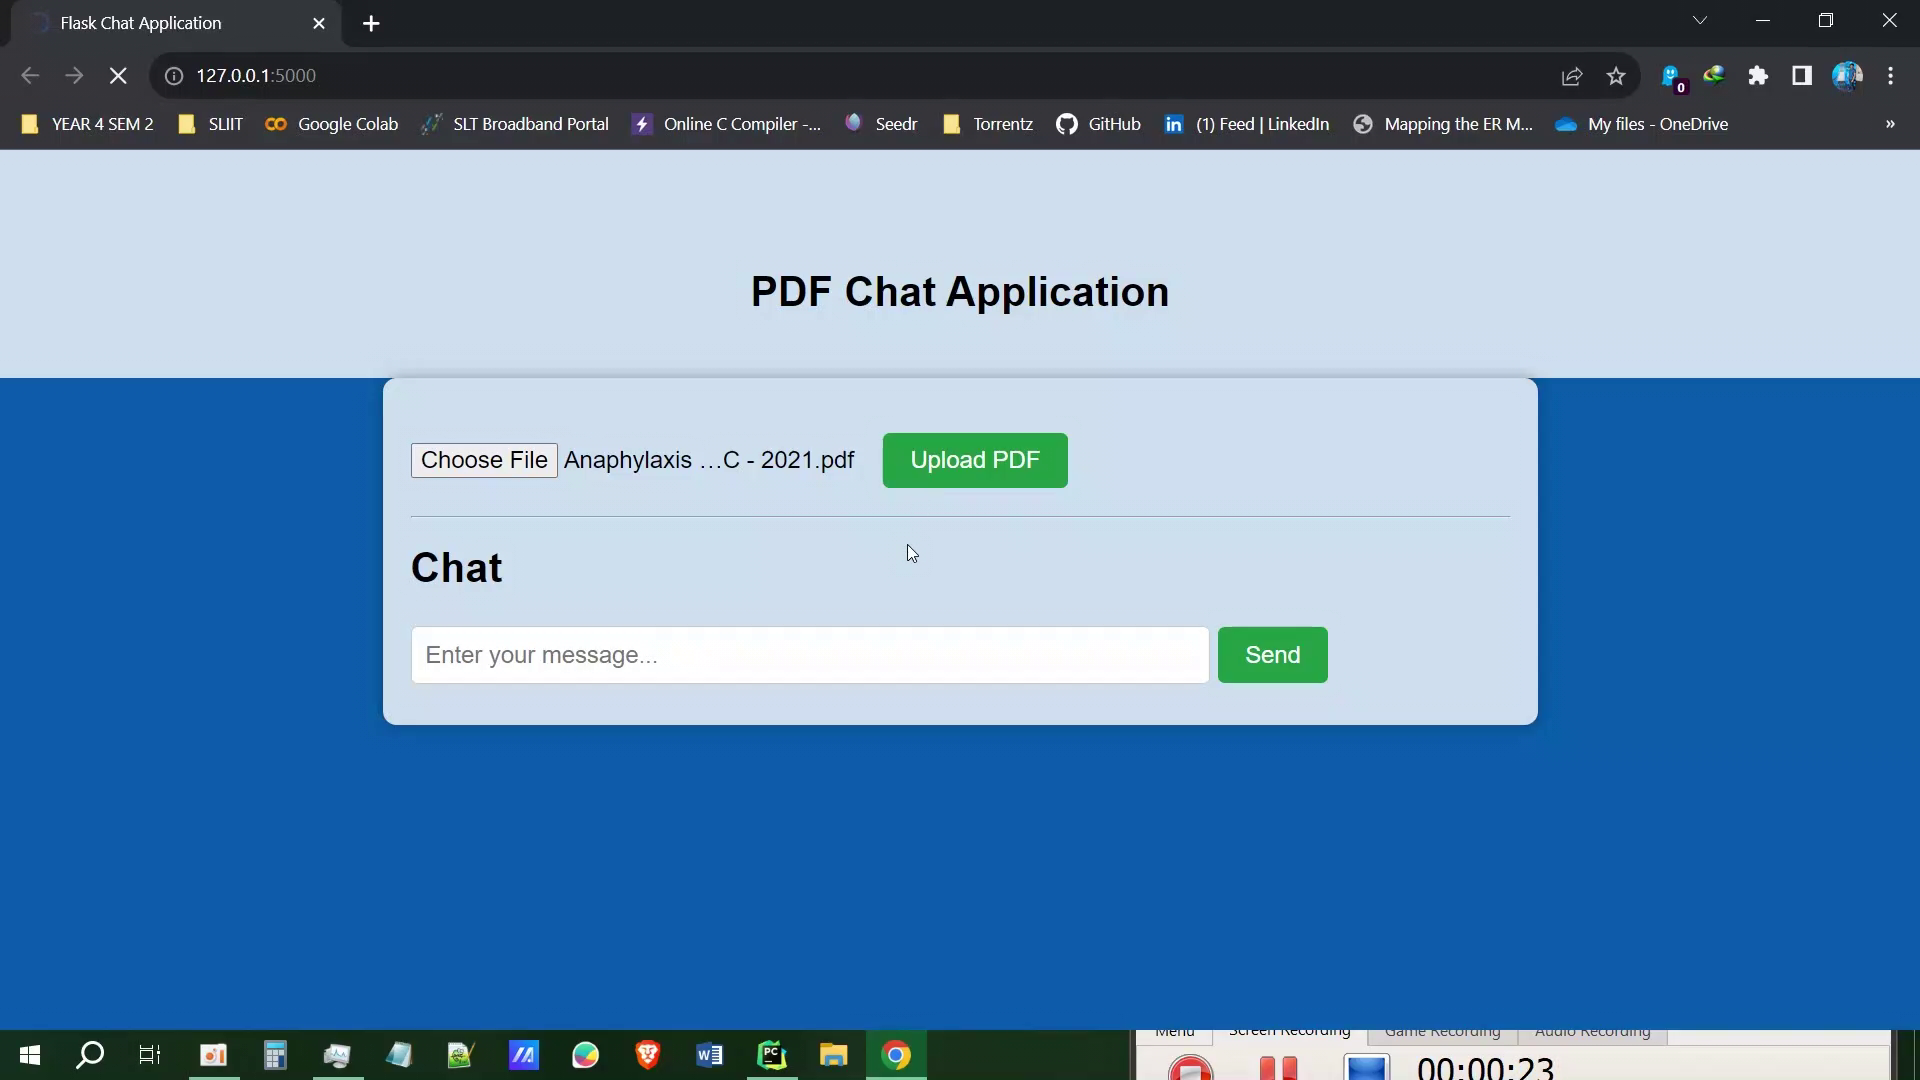 Flask Chat Application
127.0.0.1:5000
0
YEAR 4 SEM 2 SLIIT Google Colab SLT Broadband Portal Online C Compiler -... Seedr Torrentz GitHub (1) Feed | LinkedIn Mapping the ER M... My files - OneDrive »
PDF Chat Application
Choose File Anaphylaxis …C - 2021.pdf Upload PDF
Chat
Enter your message... Send
Menu Screen Recording Game Recording Audio Recording
00:00:23